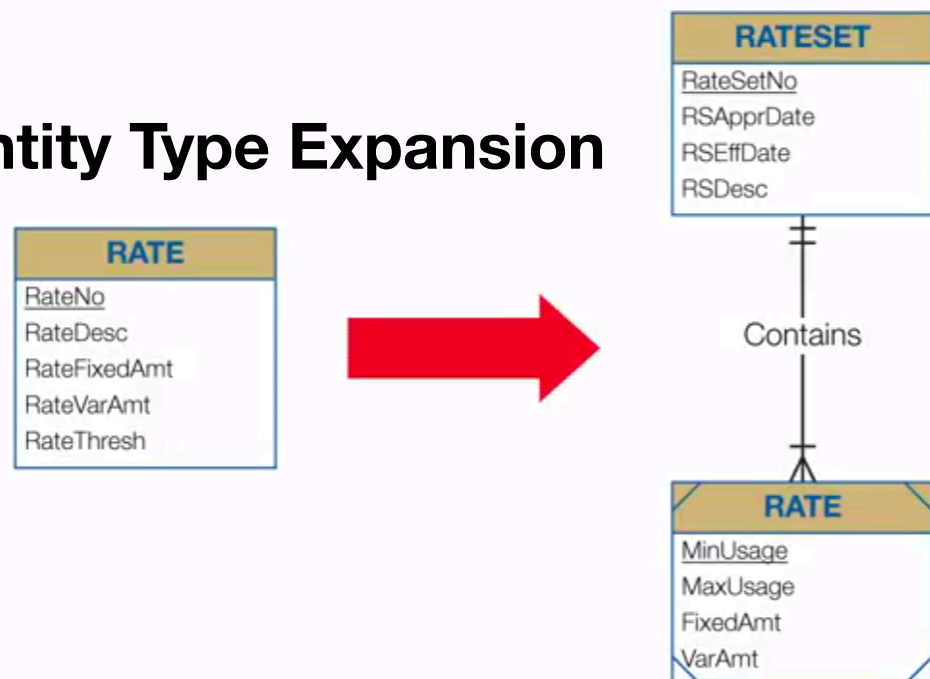 ntity Type Expansion
RATE
RateNo
RateDesc
RateFixedAmt
RateVarAmt
RateThresh
RATESET
RateSetNo
RSApprDate
RSEffDate
RSDesc
Contains
RATE
MinUsage
MaxUsage
FixedAmt
VarAmt